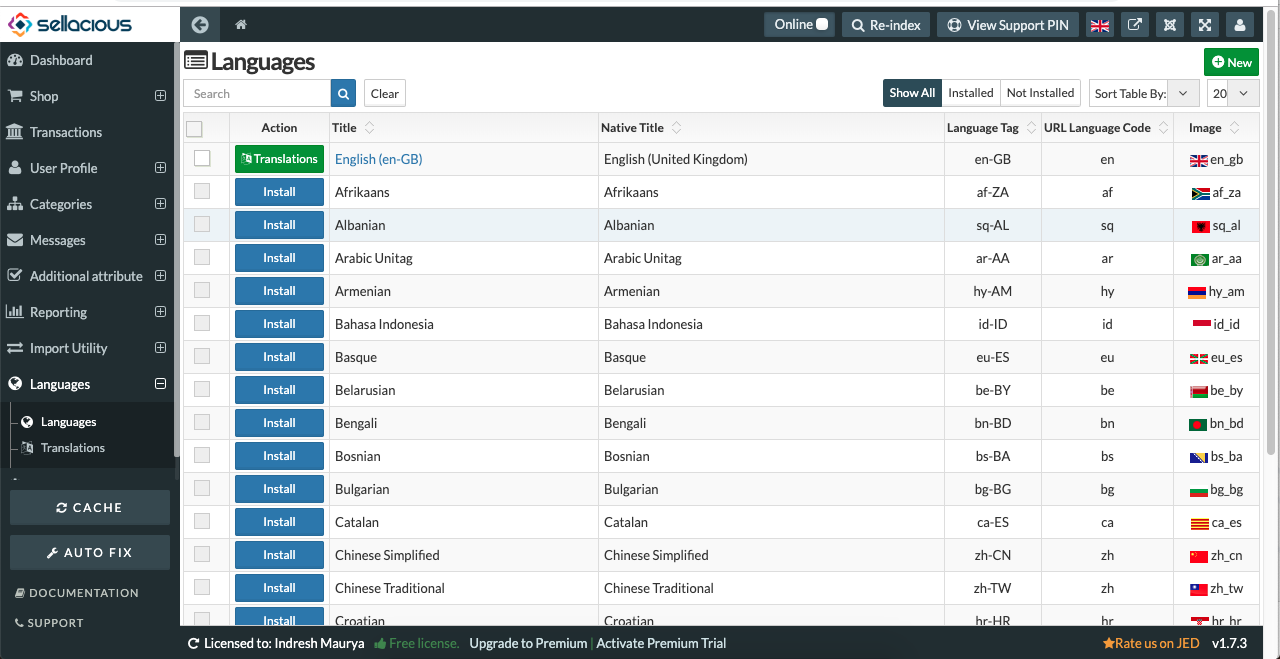 sellacious
Online Re-index View Support PIN
Dashboard
Shop
Transactions
User Profile
Categories
Messages
Additional attribute
Reporting
Import Utility
Languages
Languages
Translations
CACHE
AUTO FIX
DOCUMENTATION
SUPPORT
Languages
New
Search Clear Show All Installed Not Installed Sort Table By: 20
Action Title Native Title Language Tag URL Language Code Image
Translations English (en-GB) English (United Kingdom) en-GB en en_gb
Install Afrikaans Afrikaans af-ZA af af_za
Install Albanian Albanian sq-AL sq sq_al
Install Arabic Unitag Arabic Unitag ar-AA ar ar_aa
Install Armenian Armenian hy-AM hy hy_am
Install Bahasa Indonesia Bahasa Indonesia id-ID id id_id
Install Basque Basque eu-ES eu eu_es
Install Belarusian Belarusian be-BY be be_by
Install Bengali Bengali bn-BD bn bn_bd
Install Bosnian Bosnian bs-BA bs bs_ba
Install Bulgarian Bulgarian bg-BG bg bg_bg
Install Catalan Catalan ca-ES ca ca_es
Install Chinese Simplified Chinese Simplified zh-CN zh zh_cn
Install Chinese Traditional Chinese Traditional zh-TW zh zh_tw
Install Croatian Croatian hr-HR hr hr_hr
Licensed to: Indresh Maurya Free license. Upgrade to Premium | Activate Premium Trial Rate us on JED v1.7.3